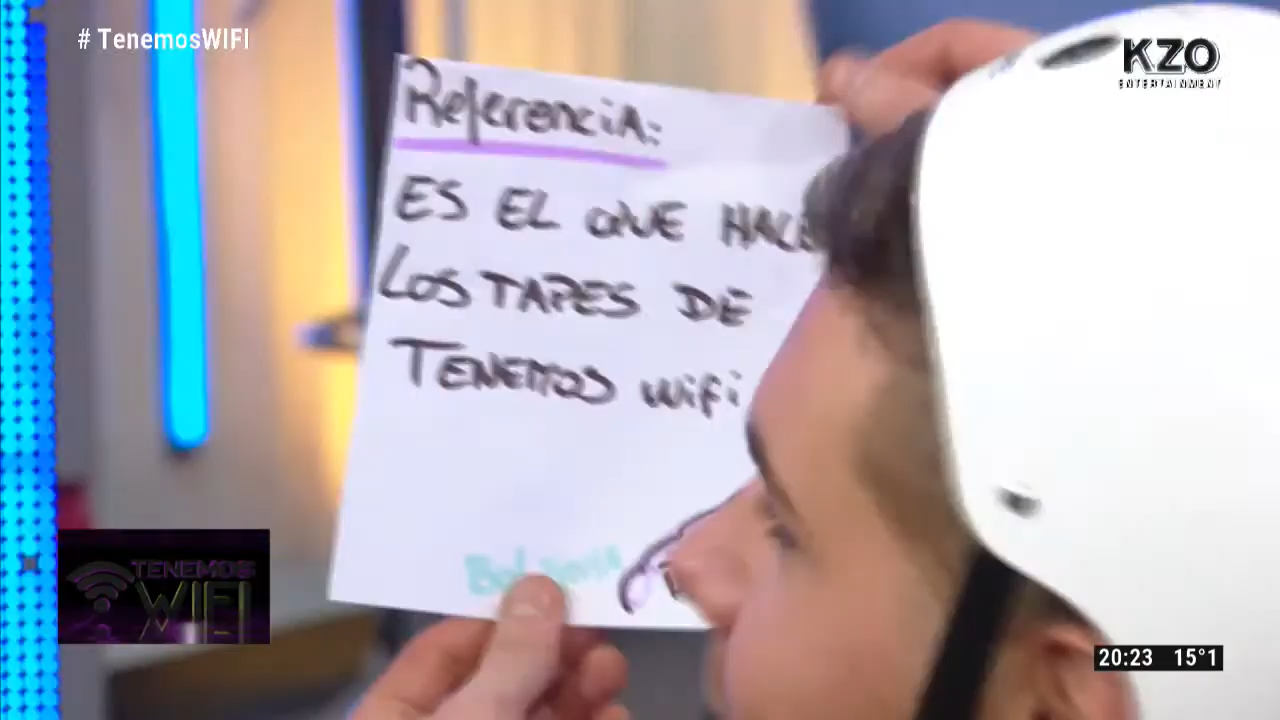 # TenemosWIFI
KZO
ENTERTAINMENT
Referencia:
ES EL QUE HACE
LOS TAPES DE
TENEMOS wifi
TENEMOS
WIFI
20:23 15°1